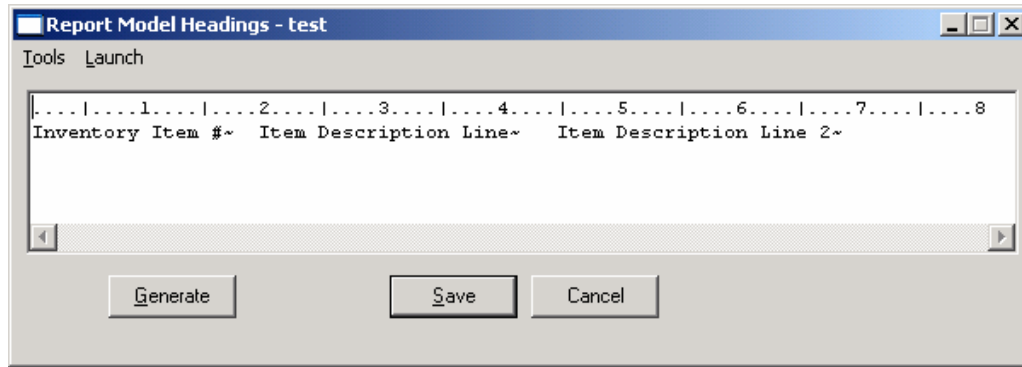 Report Model Headings - test
Tools Launch
....|....1....|....2....|....3....|....4....|....5....|....6....|....7....|....8
Inventory Item #~  Item Description Line~   Item Description Line 2~
Generate Save Cancel